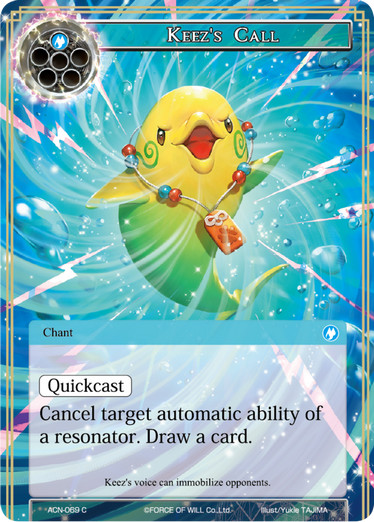 Keez's Call
Chant
Quickcast
Cancel target automatic ability of
a resonator. Draw a card.
Keez's voice can immobilize opponents.
ACN-069 C ©FORCE OF WILL Co.,Ltd. Illust/Yukie TAJIMA